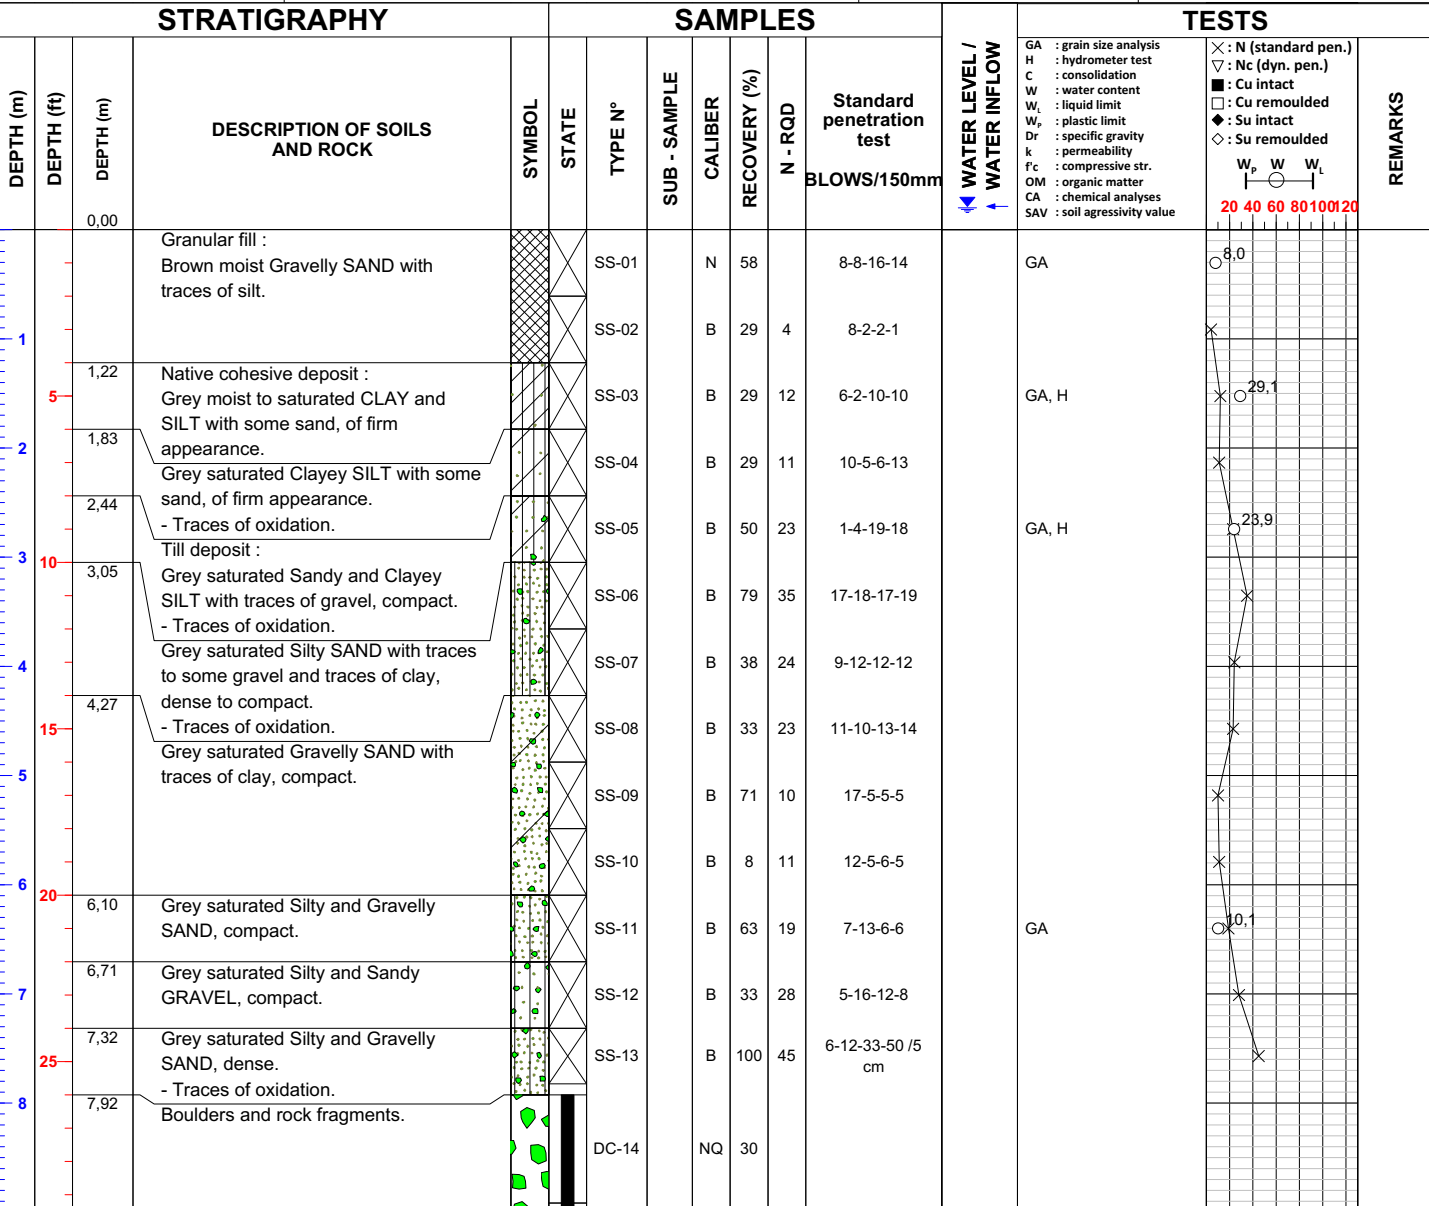 STRATIGRAPHY
SAMPLES
TESTS
DEPTH (m)
DEPTH (ft)
DEPTH (m)
0,00
DESCRIPTION OF SOILS
AND ROCK
SYMBOL
STATE
TYPE N°
SUB - SAMPLE
CALIBER
RECOVERY (%)
N - RQD
Standard
penetration
test
BLOWS/150mm
WATER LEVEL /
WATER INFLOW
GA : grain size analysis
H : hydrometer test
C : consolidation
W : water content
WL : liquid limit
WP : plastic limit
Dr : specific gravity
k : permeability
f'c : compressive str.
OM : organic matter
CA : chemical analyses
SAV : soil agressivity value
: N (standard pen.)
: Nc (dyn. pen.)
: Cu intact
: Cu remoulded
: Su intact
: Su remoulded
WP W WL
20 40 60 80 100 120
REMARKS
Granular fill :
Brown moist Gravelly SAND with
traces of silt.
SS-01 N 58 8-8-16-14 GA 8,0
SS-02 B 29 4 8-2-2-1
1
1,22
Native cohesive deposit :
Grey moist to saturated CLAY and
SILT with some sand, of firm
appearance.
5
SS-03 B 29 12 6-2-10-10 GA, H 29,1
1,83
2
Grey saturated Clayey SILT with some
sand, of firm appearance.
- Traces of oxidation.
SS-04 B 29 11 10-5-6-13
2,44
Till deposit :
Grey saturated Sandy and Clayey
SILT with traces of gravel, compact.
- Traces of oxidation.
SS-05 B 50 23 1-4-19-18 GA, H 23,9
3
10
3,05
Grey saturated Silty SAND with traces
to some gravel and traces of clay,
dense to compact.
- Traces of oxidation.
SS-06 B 79 35 17-18-17-19
SS-07 B 38 24 9-12-12-12
4
4,27
Grey saturated Gravelly SAND with
traces of clay, compact.
15
SS-08 B 33 23 11-10-13-14
5
SS-09 B 71 10 17-5-5-5
SS-10 B 8 11 12-5-6-5
6
20
6,10
Grey saturated Silty and Gravelly
SAND, compact.
SS-11 B 63 19 7-13-6-6 GA 10,1
6,71
Grey saturated Silty and Sandy
GRAVEL, compact.
7
SS-12 B 33 28 5-16-12-8
7,32
Grey saturated Silty and Gravelly
SAND, dense.
- Traces of oxidation.
25
SS-13 B 100 45 6-12-33-50 /5
cm
8
7,92
Boulders and rock fragments.
DC-14 NQ 30